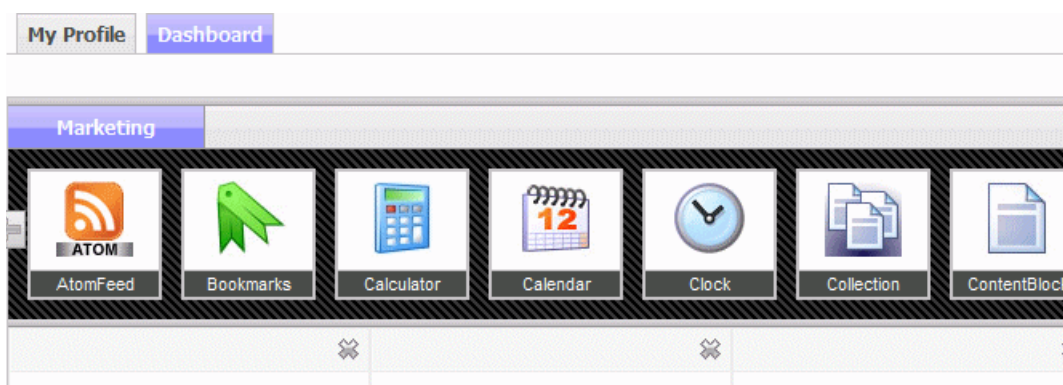 My Profile Dashboard
Marketing
ATOM 12
AtomFeed Bookmarks Calculator Calendar Clock Collection ContentBlock